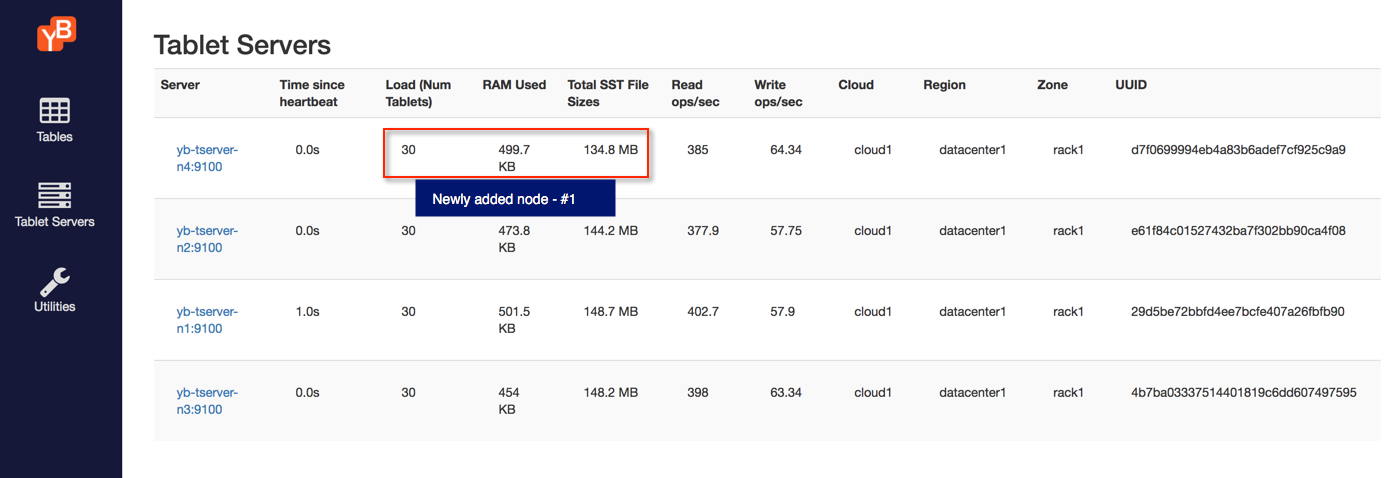 YB
Tablet Servers
Server Time since heartbeat Load (Num Tablets) RAM Used Total SST File Sizes Read ops/sec Write ops/sec Cloud Region Zone UUID
yb-tserver-n4:9100 0.0s 30 499.7 KB 134.8 MB 385 64.34 cloud1 datacenter1 rack1 d7f0699994eb4a83b6adef7cf925c9a9
Newly added node - #1
yb-tserver-n2:9100 0.0s 30 473.8 KB 144.2 MB 377.9 57.75 cloud1 datacenter1 rack1 e61f84c01527432ba7f302bb90ca4f08
yb-tserver-n1:9100 1.0s 30 501.5 KB 148.7 MB 402.7 57.9 cloud1 datacenter1 rack1 29d5be72bbfd4ee7bcfe407a26fbfb90
yb-tserver-n3:9100 0.0s 30 454 KB 148.2 MB 398 63.34 cloud1 datacenter1 rack1 4b7ba03337514401819c6dd607497595
Tables
Tablet Servers
Utilities